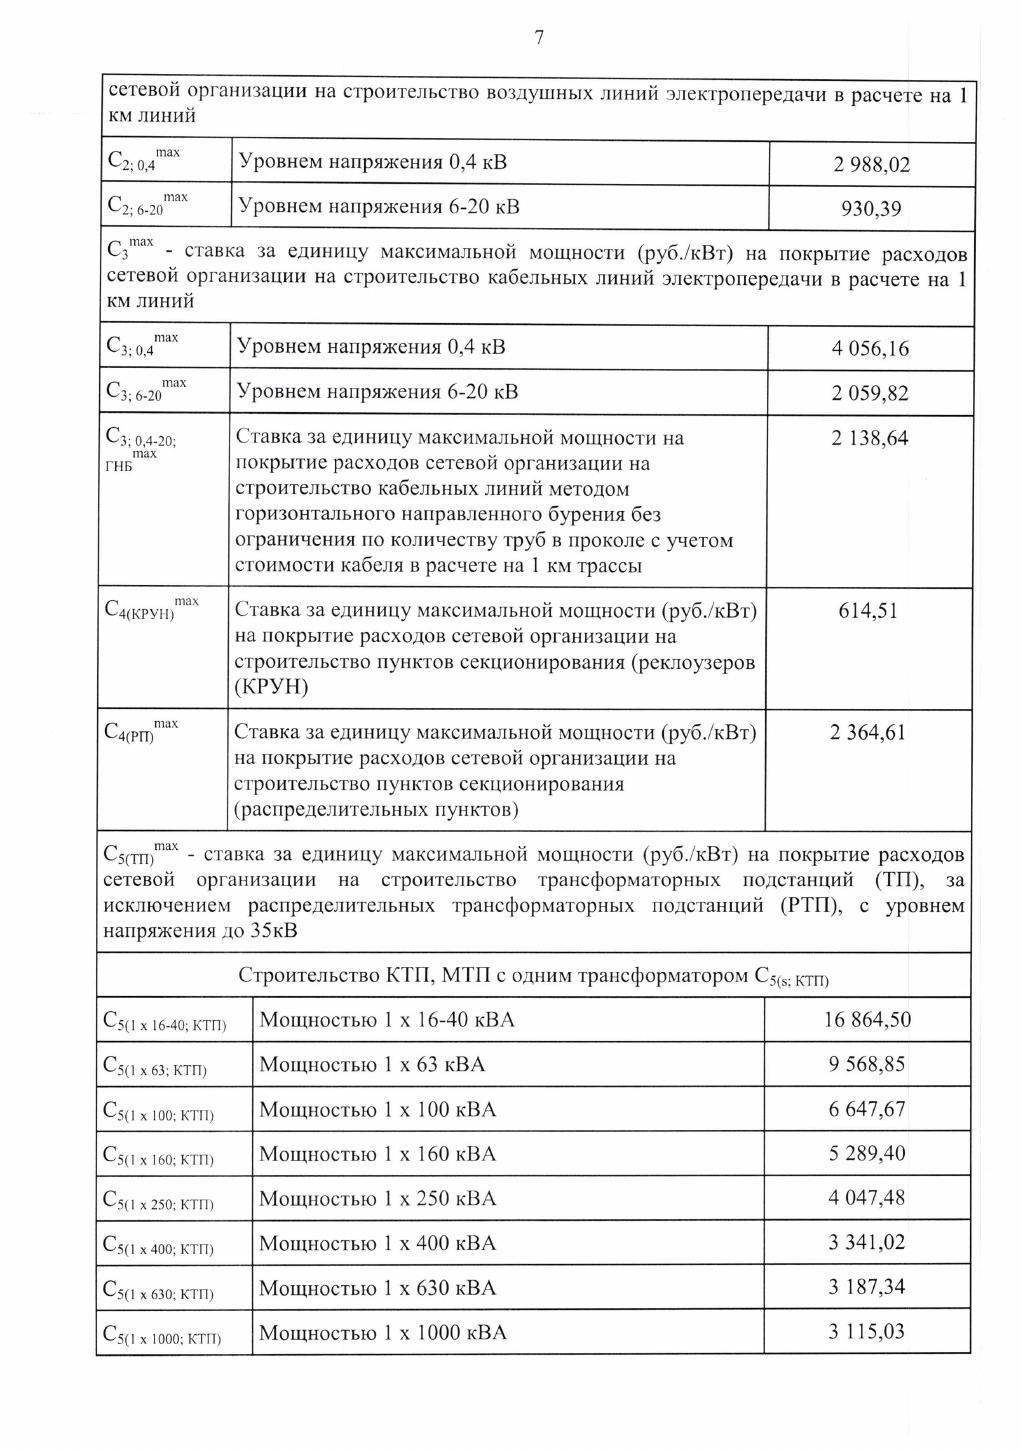 7
сетевой организации на строительство воздушных линий электропередачи в расчете на 1
км линий
C2; 0,4 max Уровнем напряжения 0,4 кВ 2 988,02
C2; 6-20 max Уровнем напряжения 6-20 кВ 930,39
C3 max - ставка за единицу максимальной мощности (руб./кВт) на покрытие расходов
сетевой организации на строительство кабельных линий электропередачи в расчете на 1
км линий
C3; 0,4 max Уровнем напряжения 0,4 кВ 4 056,16
C3; 6-20 max Уровнем напряжения 6-20 кВ 2 059,82
C3; 0,4-20; Ставка за единицу максимальной мощности на 2 138,64
ГНБ max покрытие расходов сетевой организации на
строительство кабельных линий методом
горизонтального направленного бурения без
ограничения по количеству труб в проколе с учетом
стоимости кабеля в расчете на 1 км трассы
C4(КРУН) max Ставка за единицу максимальной мощности (руб./кВт) 614,51
на покрытие расходов сетевой организации на
строительство пунктов секционирования (реклоузеров
(КРУН)
C4(РП) max Ставка за единицу максимальной мощности (руб./кВт) 2 364,61
на покрытие расходов сетевой организации на
строительство пунктов секционирования
(распределительных пунктов)
C5(ТП) max - ставка за единицу максимальной мощности (руб./кВт) на покрытие расходов
сетевой организации на строительство трансформаторных подстанций (ТП), за
исключением распределительных трансформаторных подстанций (РТП), с уровнем
напряжения до 35кВ
Строительство КТП, МТП с одним трансформатором C5(s; КТП)
C5(1 x 16-40; КТП) Мощностью 1 x 16-40 кВА 16 864,50
C5(1 x 63; КТП) Мощностью 1 x 63 кВА 9 568,85
C5(1 x 100; КТП) Мощностью 1 x 100 кВА 6 647,67
C5(1 x 160; КТП) Мощностью 1 x 160 кВА 5 289,40
C5(1 x 250; КТП) Мощностью 1 x 250 кВА 4 047,48
C5(1 x 400; КТП) Мощностью 1 x 400 кВА 3 341,02
C5(1 x 630; КТП) Мощностью 1 x 630 кВА 3 187,34
C5(1 x 1000; КТП) Мощностью 1 x 1000 кВА 3 115,03